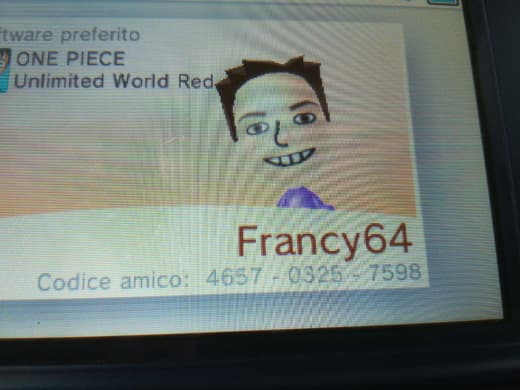 ftware preferito
ONE PIECE
Unlimited World Red
Francy64
Codice amico: 4657 - 0325 - 7598